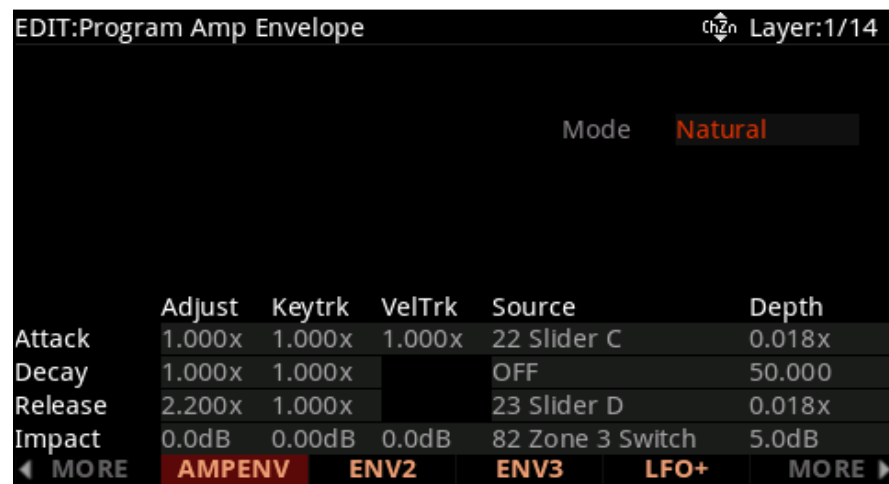 EDIT:Program Amp Envelope ChZn Layer:1/14
Mode Natural
Adjust Keytrk VelTrk Source Depth
Attack 1.000x 1.000x 1.000x 22 Slider C 0.018x
Decay 1.000x 1.000x OFF 50.000
Release 2.200x 1.000x 23 Slider D 0.018x
Impact 0.0dB 0.00dB 0.0dB 82 Zone 3 Switch 5.0dB
MORE AMPENV ENV2 ENV3 LFO+ MORE